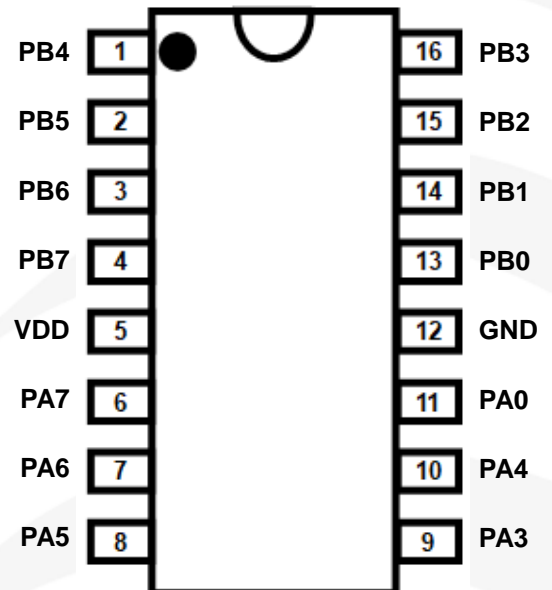 PB4 1 16 PB3
PB5 2 15 PB2
PB6 3 14 PB1
PB7 4 13 PB0
VDD 5 12 GND
PA7 6 11 PA0
PA6 7 10 PA4
PA5 8 9 PA3